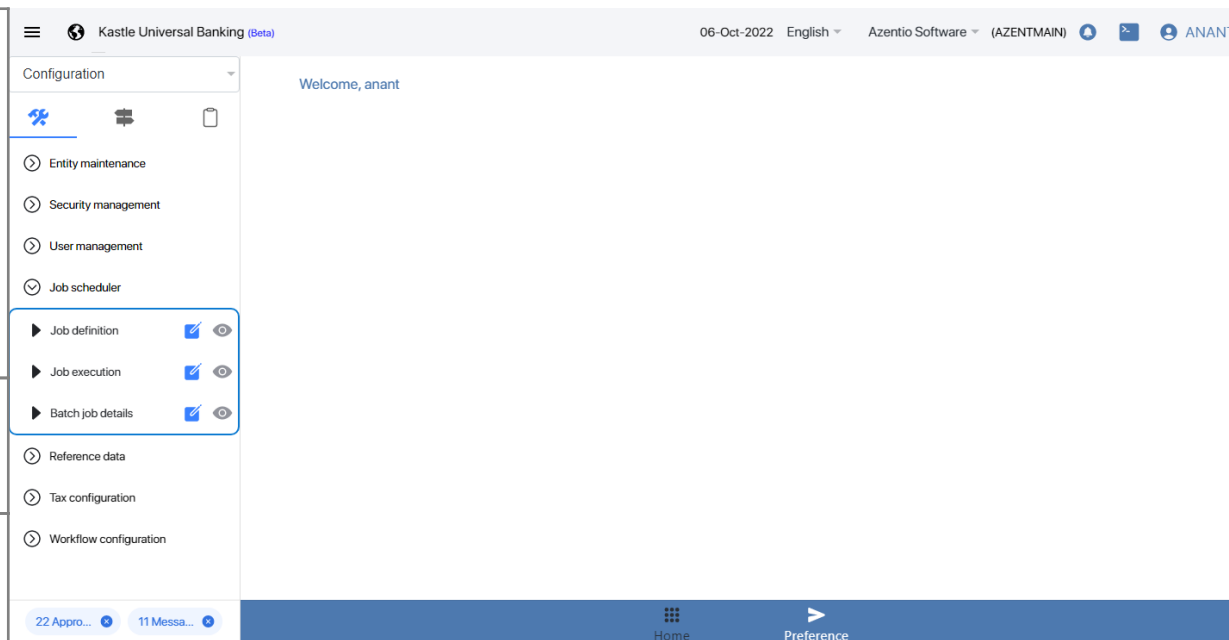 Kastle Universal Banking (Beta)
06-Oct-2022 English Azentio Software (AZENTMAIN) ANANT
Configuration
Welcome, anant
Entity maintenance
Security management
User management
Job scheduler
Job definition
Job execution
Batch job details
Reference data
Tax configuration
Workflow configuration
22 Appro... 11 Messa...
Home Preference